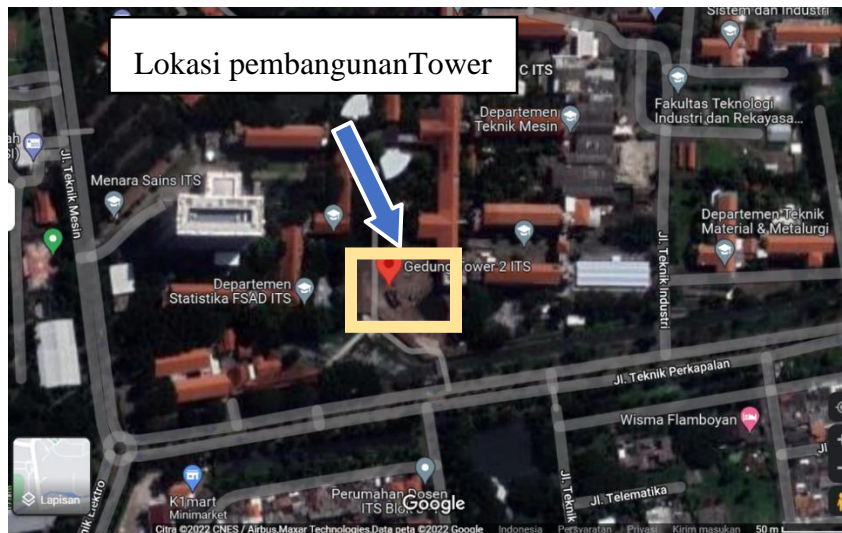 Sistem dan Industri
Lokasi pembangunanTower
C ITS
Departemen
Teknik Mesin
Fakultas Teknologi
Industri dan Rekayasa...
Jl. Teknik Mesin
Menara Sains ITS
Departemen Teknik
Material & Metalurgi
Gedung Tower 2 ITS
Departemen
Statistika FSAD ITS
Jl. Teknik Industri
Jl. Teknik Perkapalan
Wisma Flamboyan
Lapisan
K1mart
Minimarket
Perumahan Dosen
ITS Blok
Google
Jl. Teknik
Jl. Telematika
Citra ©2022 CNES / Airbus,Maxar Technologies,Data peta ©2022 Google Indonesia Persyaratan Privasi Kirim masukan 50 m